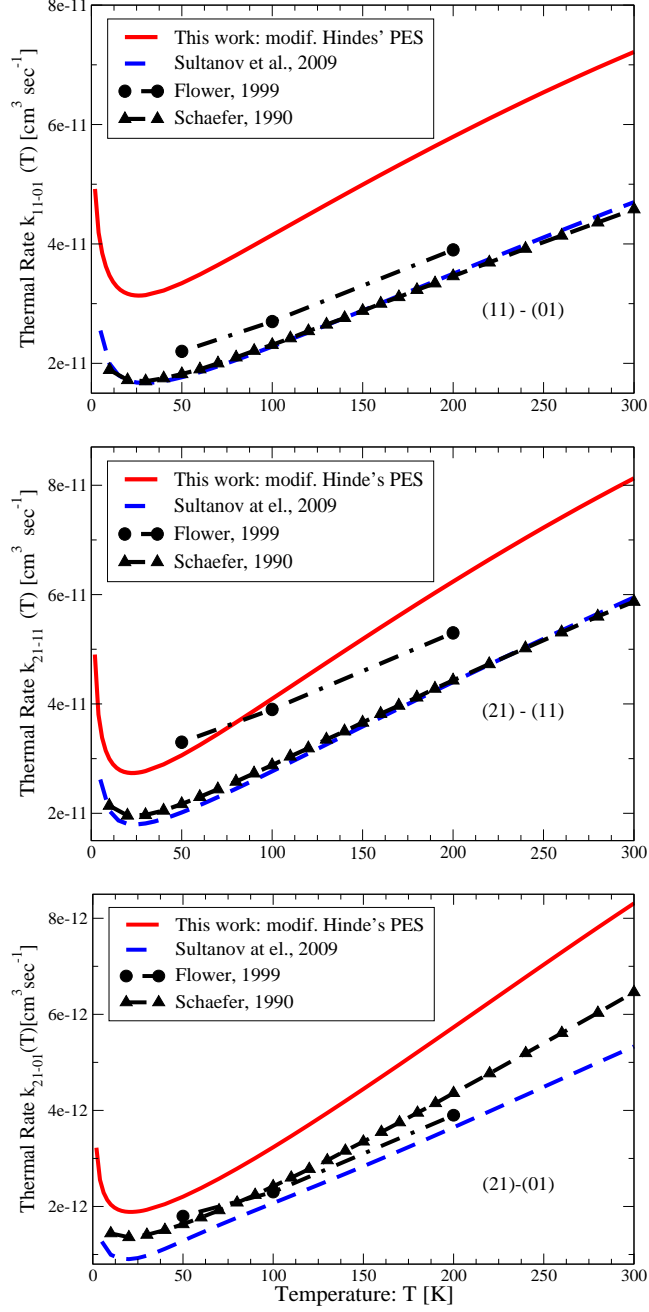 8e-11
6e-11
4e-11
2e-11
Thermal Rate k11-01 (T) [cm3 sec-1]
This work: modif. Hindes' PES
Sultanov et al., 2009
Flower, 1999
Schaefer, 1990
(11) - (01)
0 50 100 150 200 250 300
8e-11
6e-11
4e-11
2e-11
Thermal Rate k21-11 (T) [cm3 sec-1]
This work: modif. Hinde's PES
Sultanov at el., 2009
Flower, 1999
Schaefer, 1990
(21) - (11)
0 50 100 150 200 250 300
8e-12
6e-12
4e-12
2e-12
Thermal Rate k21-01(T)[cm3sec-1]
This work: modif. Hinde's PES
Sultanov at el., 2009
Flower, 1999
Schaefer, 1990
(21)-(01)
0 50 100 150 200 250 300
Temperature: T [K]